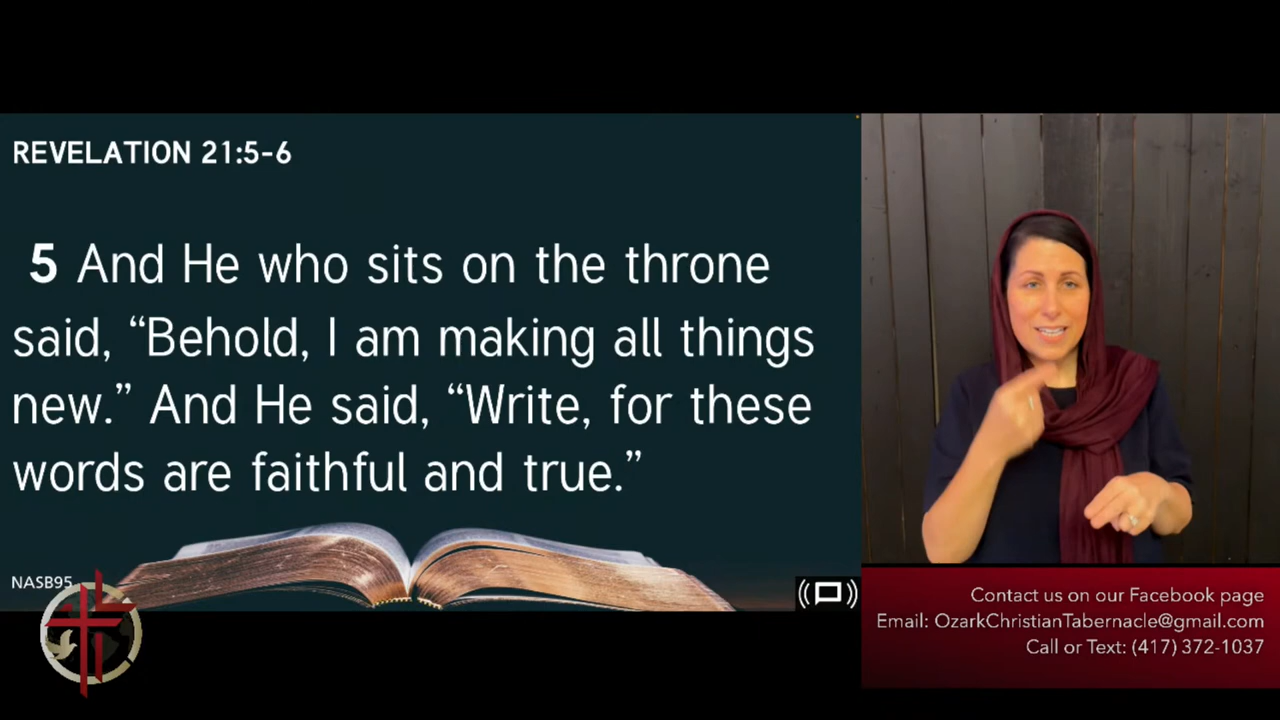 REVELATION 21:5-6
5 And He who sits on the throne
said, “Behold, I am making all things
new.” And He said, “Write, for these
words are faithful and true.”
NASB95
Contact us on our Facebook page
Email: OzarkChristianTabernacle@gmail.com
Call or Text: (417) 372-1037